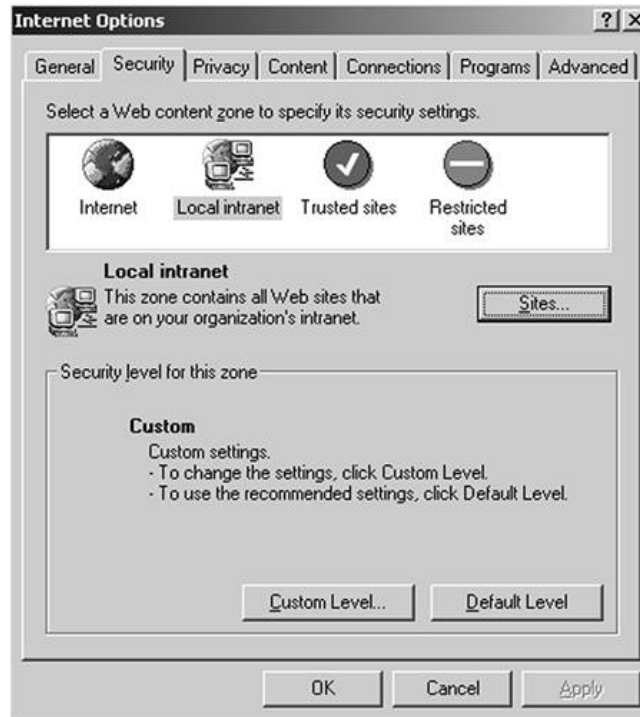 Internet Options
General Security Privacy Content Connections Programs Advanced
Select a Web content zone to specify its security settings.
Internet Local intranet Trusted sites Restricted sites
Local intranet
This zone contains all Web sites that
are on your organization's intranet.
Sites...
Security level for this zone
Custom
Custom settings.
- To change the settings, click Custom Level.
- To use the recommended settings, click Default Level.
Custom Level... Default Level
OK Cancel Apply